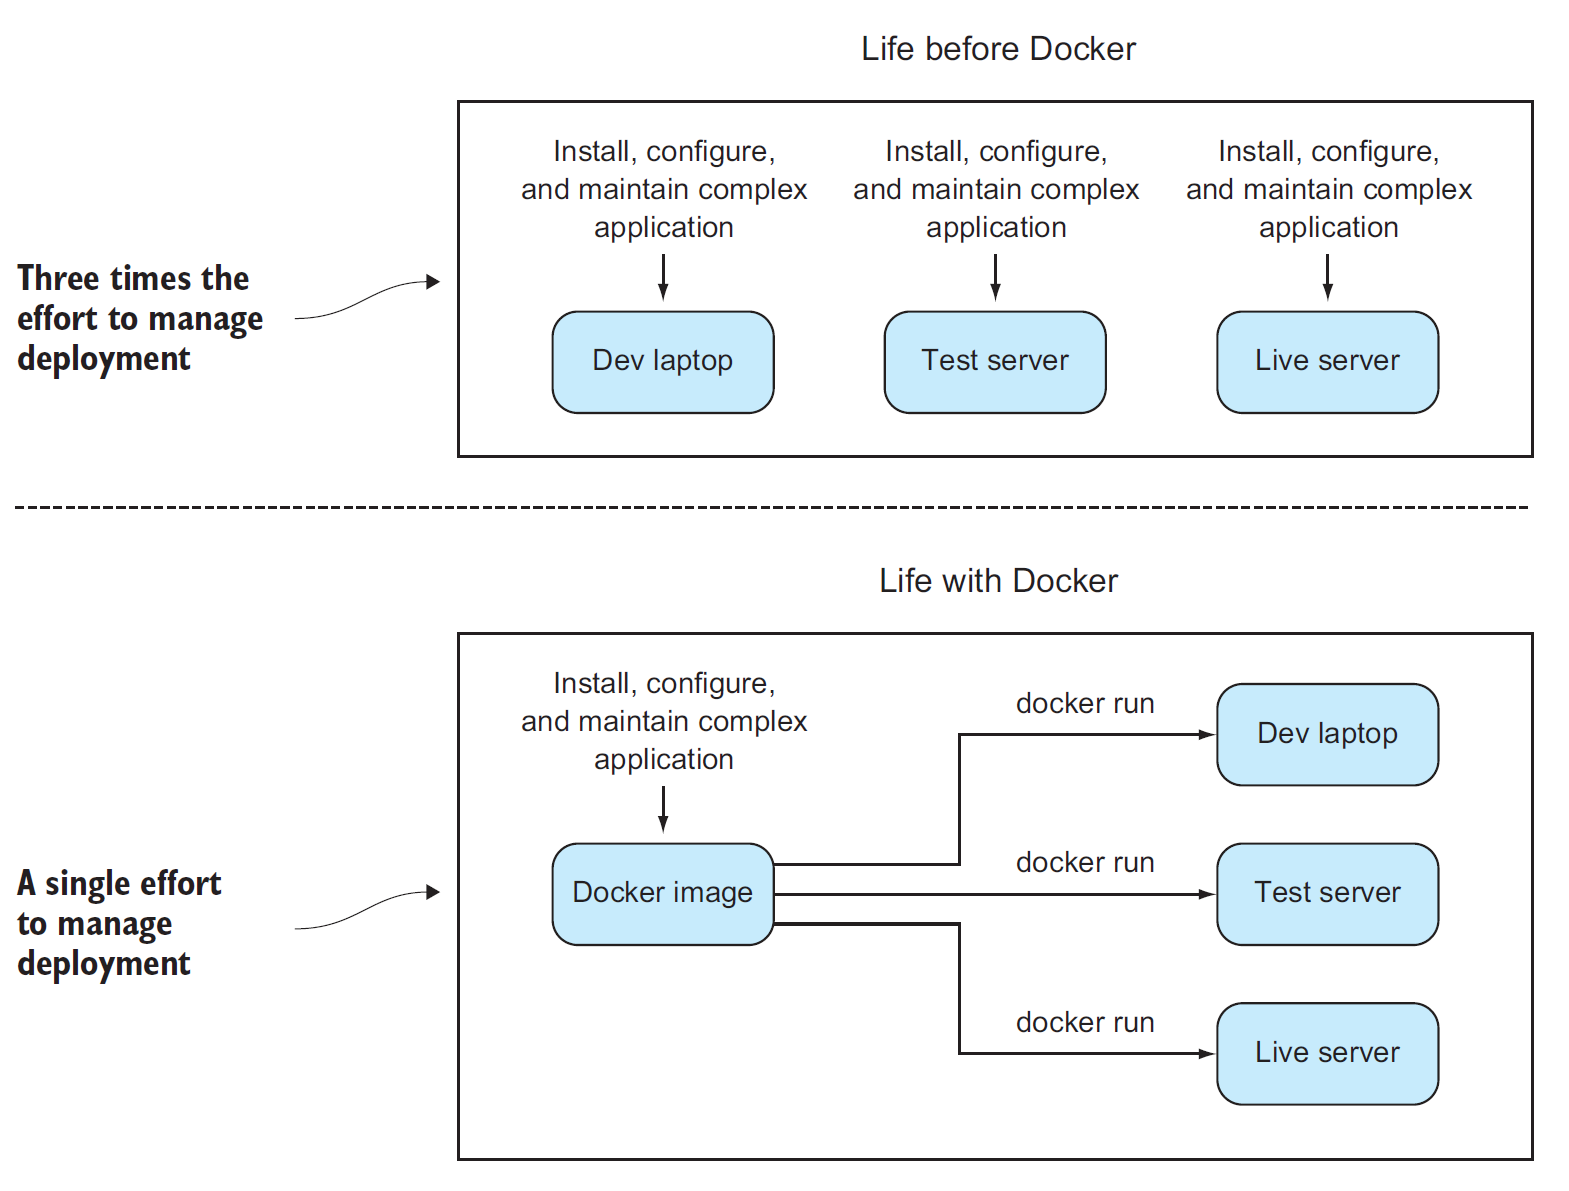 Life before Docker
Install, configure,
and maintain complex
application
Install, configure,
and maintain complex
application
Install, configure,
and maintain complex
application
Three times the
effort to manage
deployment
Dev laptop
Test server
Live server
Life with Docker
Install, configure,
and maintain complex
application
docker run
Dev laptop
A single effort
to manage
deployment
Docker image
docker run
Test server
docker run
Live server